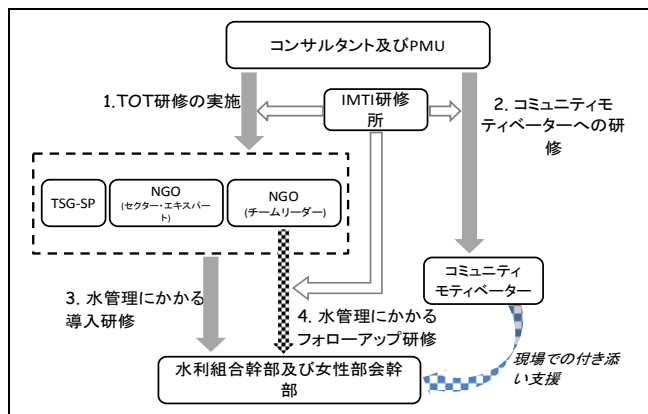 コンサルタント及びPMU
1.TOT研修の実施
IMTI研修
所
2. コミュニティモ
ティベーターへの研
修
TSG-SP
NGO
(セクター・エキスパー
ト)
NGO
(チームリーダー)
コミュニティ
モティベーター
3. 水管理にかかる
導入研修
4. 水管理にかかる
フォローアップ研修
現場での付き添
い支援
水利組合幹部及び女性部会幹
部